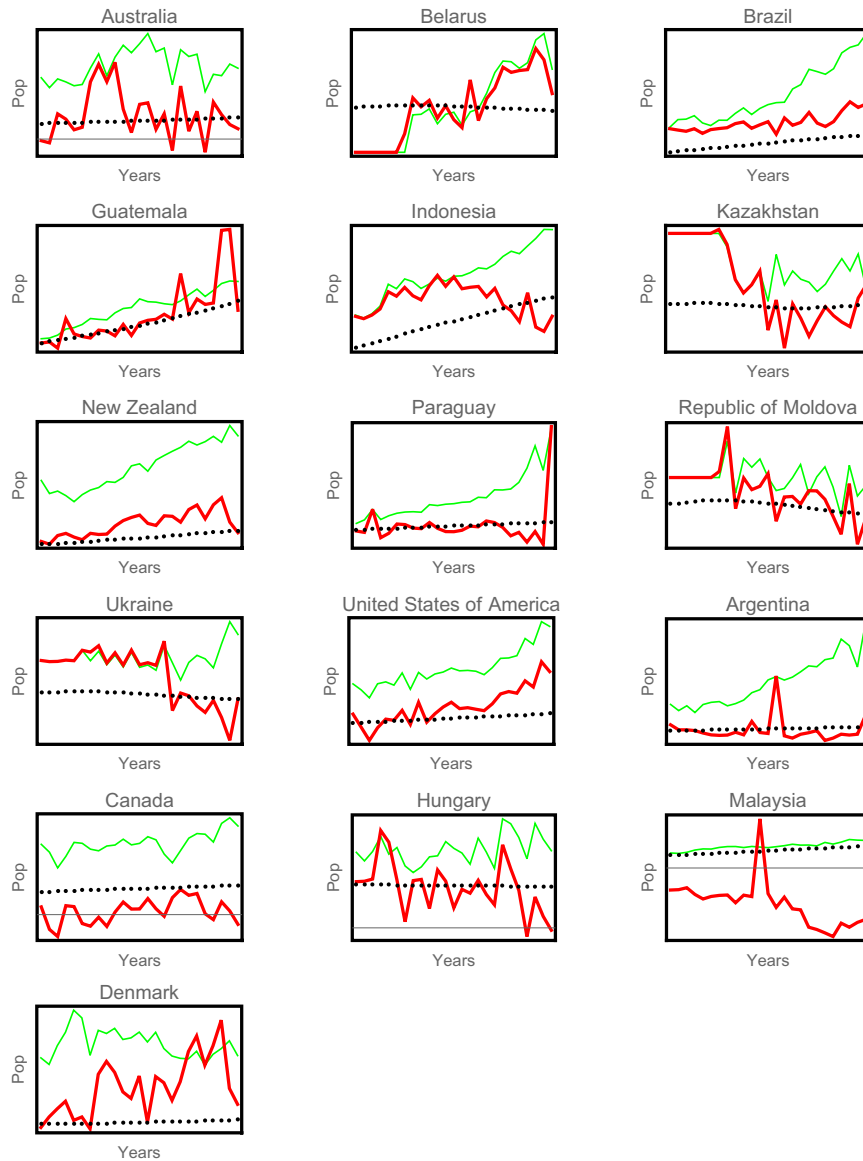 Australia Belarus Brazil
Pop
Years Years Years
Guatemala Indonesia Kazakhstan
Pop Pop Pop
Years Years Years
New Zealand Paraguay Republic of Moldova
Pop Pop Pop
Years Years Years
Ukraine United States of America Argentina
Pop Pop Pop
Years Years Years
Canada Hungary Malaysia
Pop Pop Pop
Years Years Years
Denmark
Pop
Years